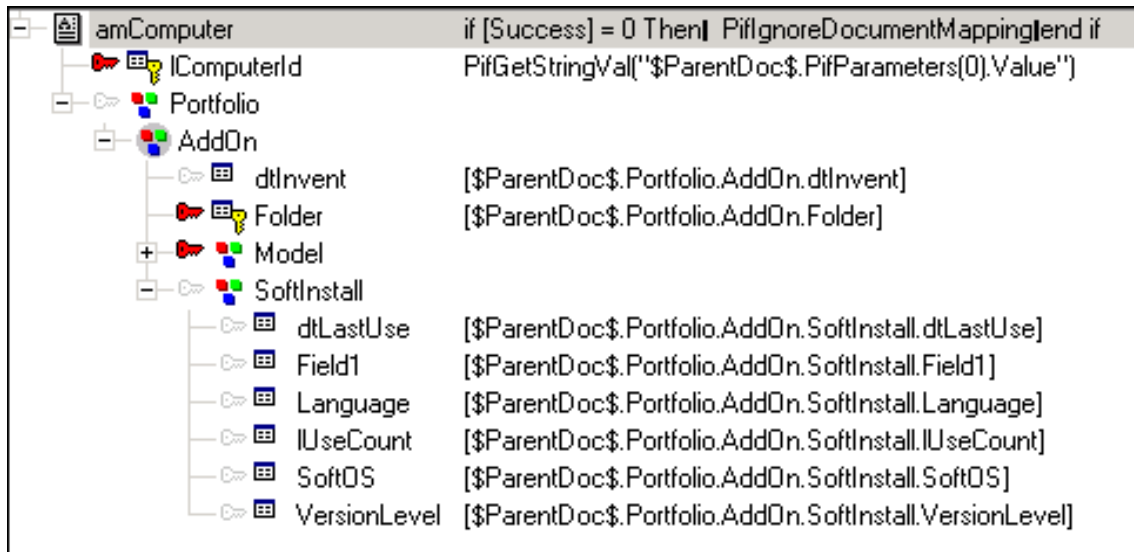 amComputer if [Success] = 0 Then| PifIgnoreDocumentMapping|end if
lComputerId PifGetStringVal("$ParentDoc$.PifParameters(0).Value")
Portfolio
AddOn
dtInvent [$ParentDoc$.Portfolio.AddOn.dtInvent]
Folder [$ParentDoc$.Portfolio.AddOn.Folder]
Model
SoftInstall
dtLastUse [$ParentDoc$.Portfolio.AddOn.SoftInstall.dtLastUse]
Field1 [$ParentDoc$.Portfolio.AddOn.SoftInstall.Field1]
Language [$ParentDoc$.Portfolio.AddOn.SoftInstall.Language]
lUseCount [$ParentDoc$.Portfolio.AddOn.SoftInstall.lUseCount]
SoftOS [$ParentDoc$.Portfolio.AddOn.SoftInstall.SoftOS]
VersionLevel [$ParentDoc$.Portfolio.AddOn.SoftInstall.VersionLevel]